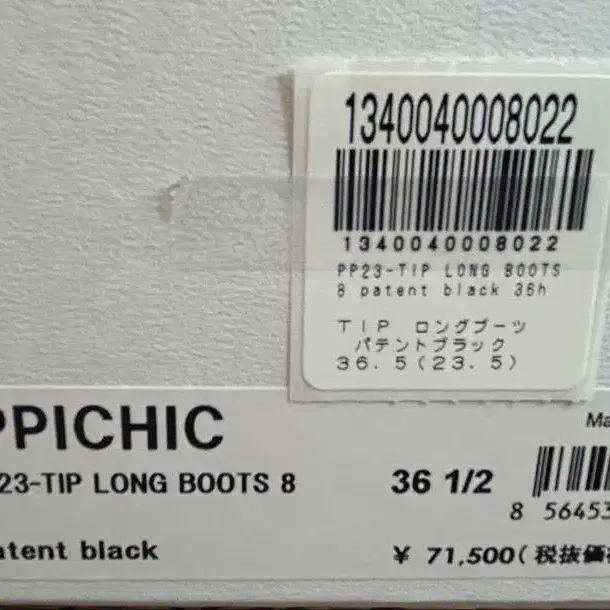 1340040008022
1340040008022
PP23-TIP LONG BOOTS
8 patent black 36h
TIP ロングブーツ
パテントブラック
36.5(23.5)
PPICHIC
23-TIP LONG BOOTS 8
36 1/2
8 56453
atent black
¥ 71,500(税抜価